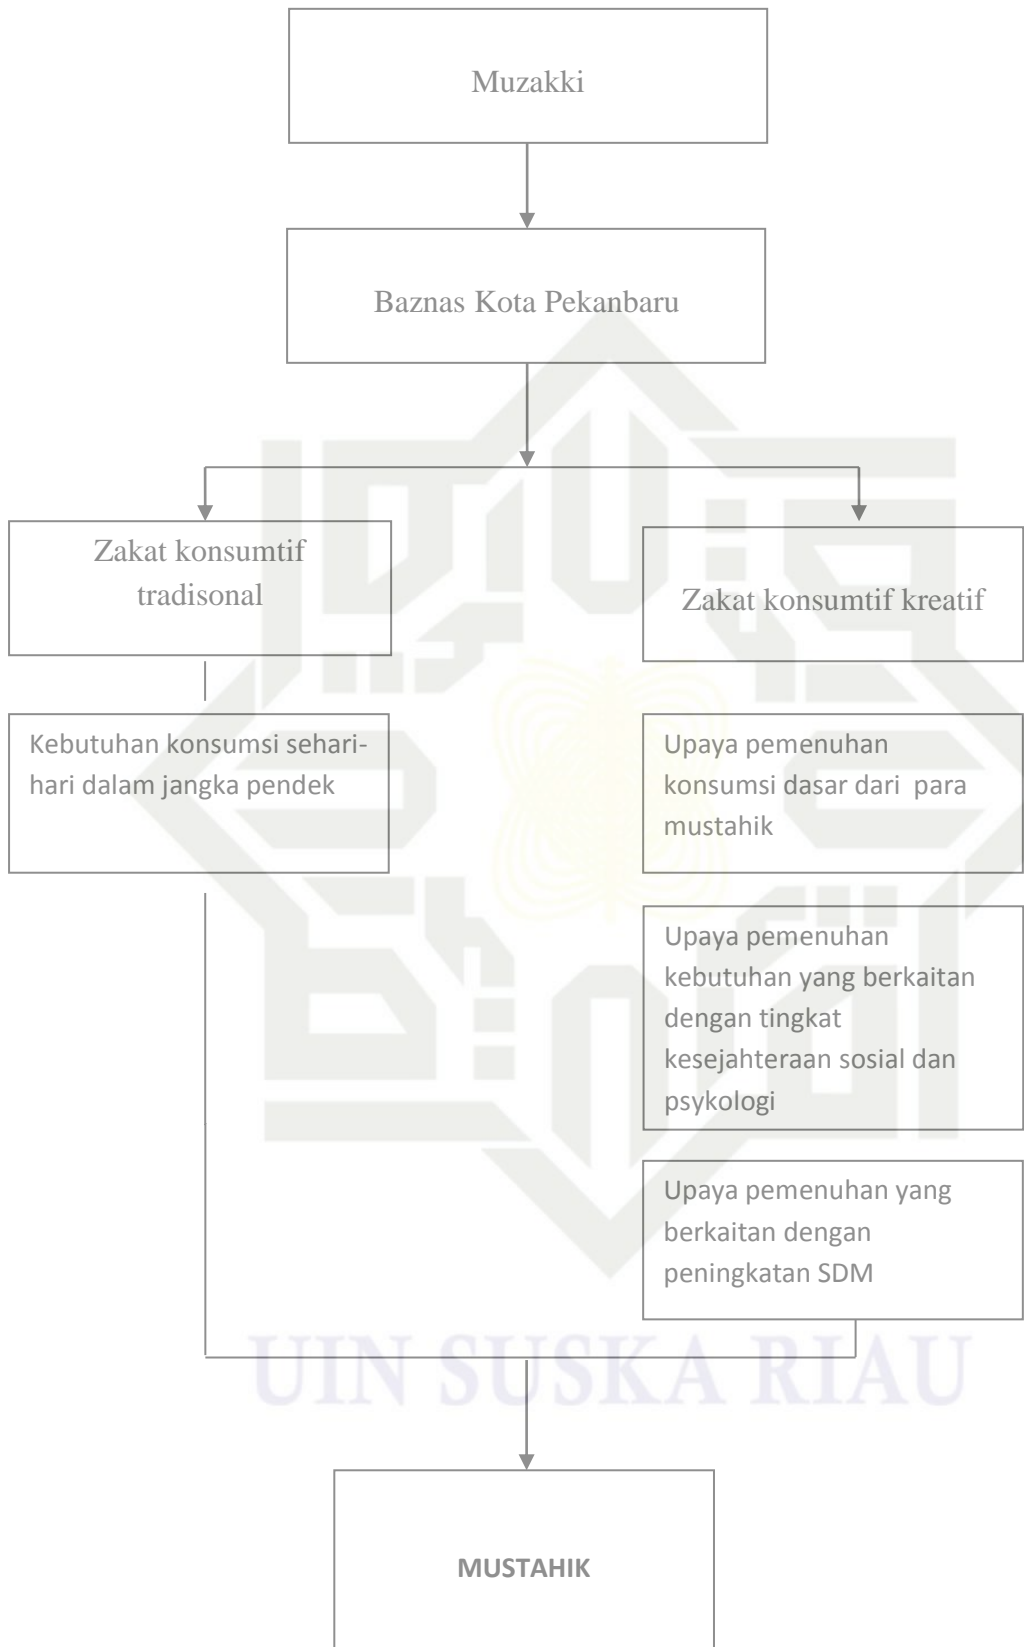 Muzakki
Baznas Kota Pekanbaru
Zakat konsumtif
tradisonal
Zakat konsumtif kreatif
Kebutuhan konsumsi sehari-
hari dalam jangka pendek
Upaya pemenuhan
konsumsi dasar dari  para
mustahik
Upaya pemenuhan
kebutuhan yang berkaitan
dengan tingkat
kesejahteraan sosial dan
psykologi
Upaya pemenuhan yang
berkaitan dengan
peningkatan SDM
UIN SUSKA RIAU
MUSTAHIK